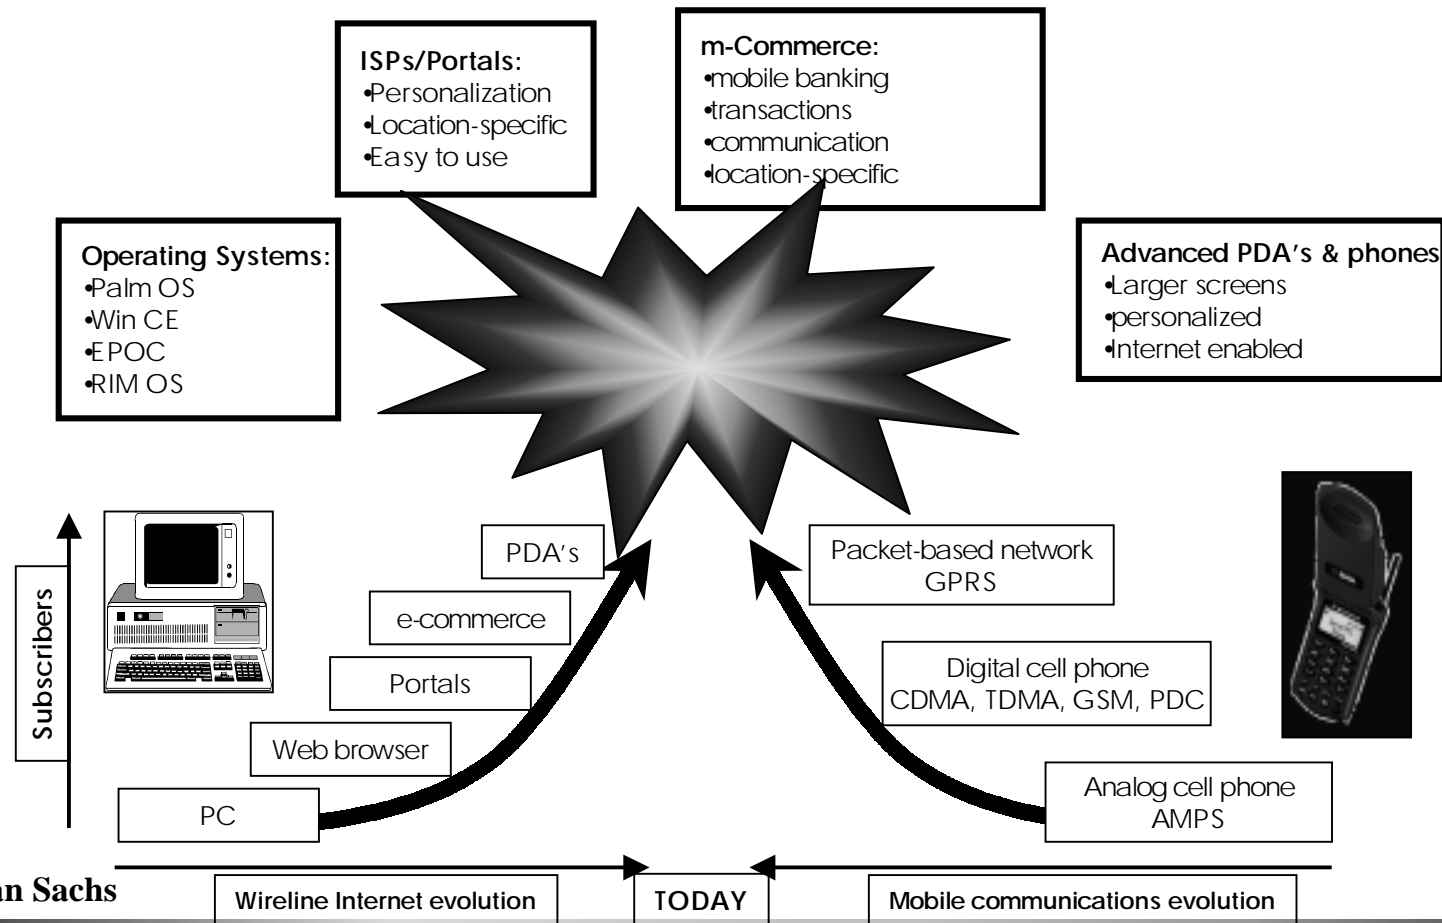 ISPs/Portals:
•Personalization
•Location-specific
•Easy to use
m-Commerce:
•mobile banking
•transactions
•communication
•location-specific
Operating Systems:
•Palm OS
•Win CE
•EPOC
•RIM OS
Advanced PDA's & phones
•Larger screens
•personalized
•Internet enabled
Subscribers
PDA's
e-commerce
Portals
Web browser
PC
Packet-based network
GPRS
Digital cell phone
CDMA, TDMA, GSM, PDC
Analog cell phone
AMPS
Sachs
Wireline Internet evolution
TODAY
Mobile communications evolution